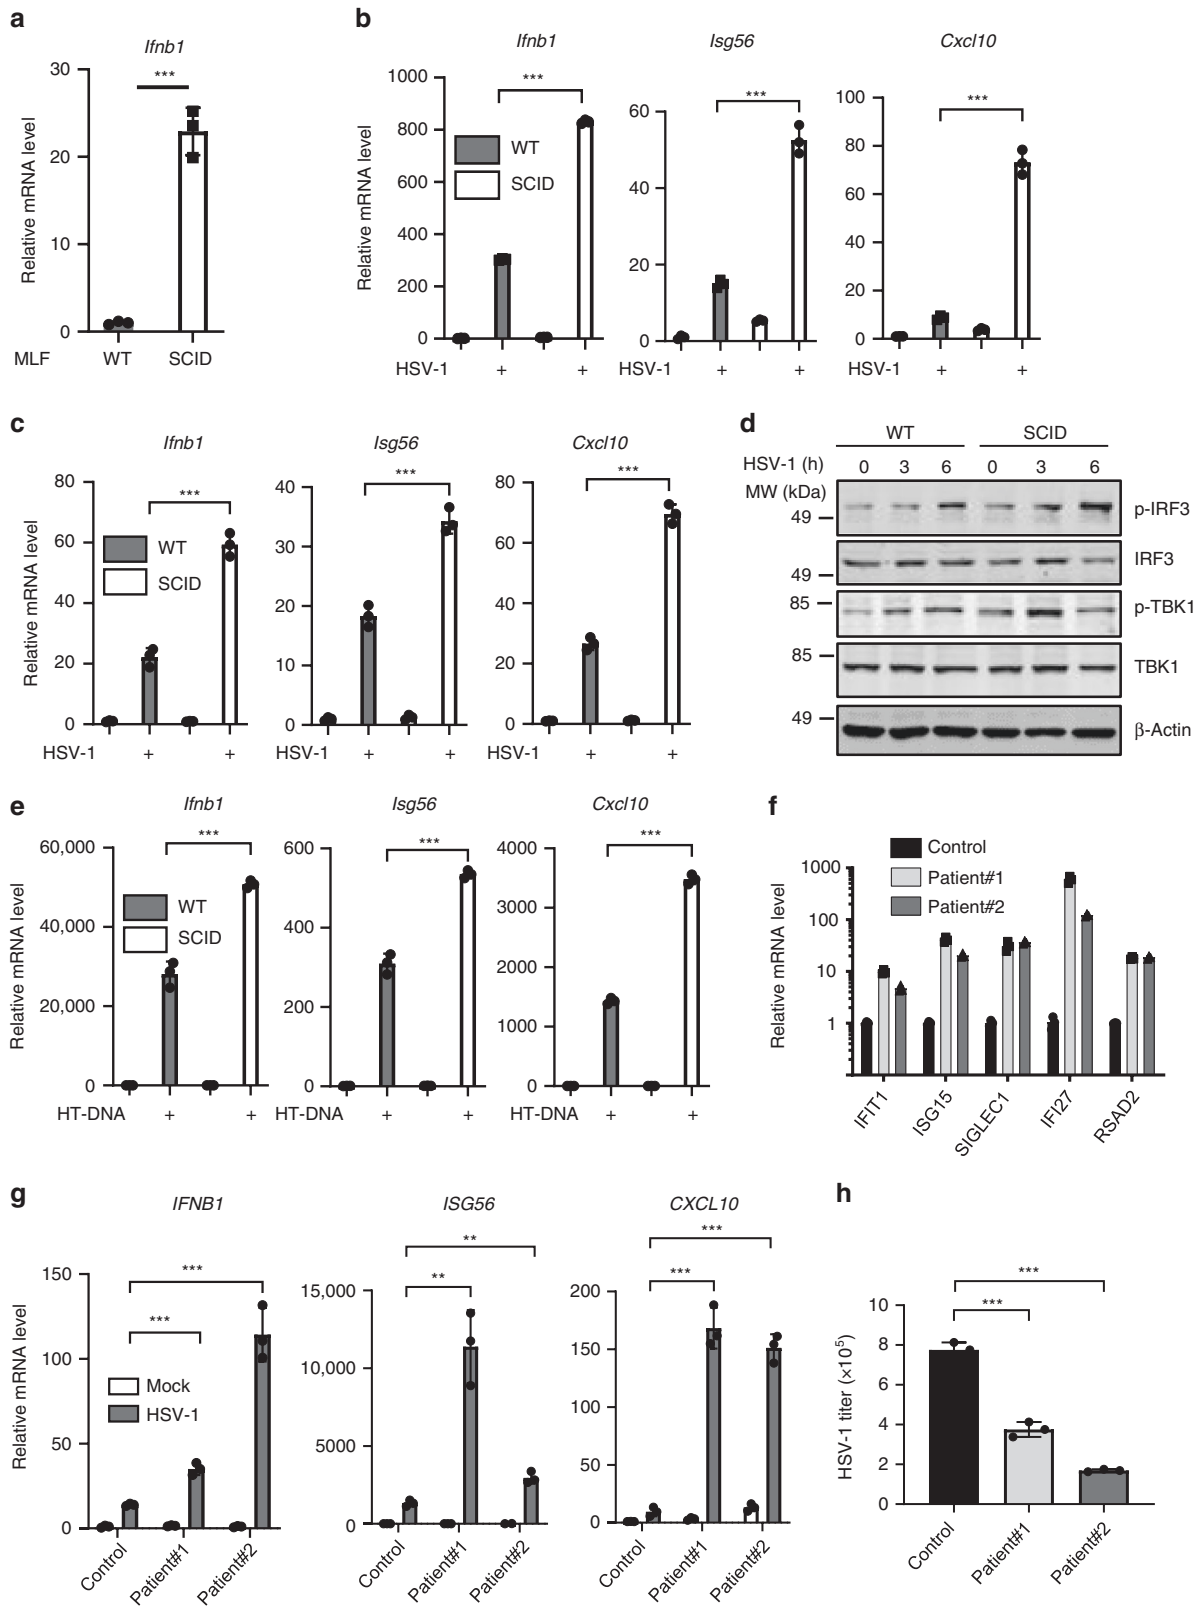 a
Ifnb1
Relative mRNA level
30
20
10
0
***
MLF
WT
SCID
b
Ifnb1
Relative mRNA level
1000
800
600
400
200
0
***
WT
SCID
HSV-1
+
+
Isg56
60
40
20
0
***
HSV-1
+
+
Cxcl10
100
80
60
40
20
0
***
HSV-1
+
+
c
Ifnb1
Relative mRNA level
80
60
40
20
0
***
WT
SCID
HSV-1
+
+
Isg56
40
30
20
10
0
***
HSV-1
+
+
Cxcl10
80
60
40
20
0
***
HSV-1
+
+
d
WT
SCID
HSV-1 (h)
0
3
6
0
3
6
MW (kDa)
49
p-IRF3
49
IRF3
85
p-TBK1
85
TBK1
49
β-Actin
e
Ifnb1
Relative mRNA level
60,000
40,000
20,000
0
***
WT
SCID
HT-DNA
+
+
Isg56
600
400
200
0
***
HT-DNA
+
+
Cxcl10
4000
3000
2000
1000
0
***
HT-DNA
+
+
f
Relative mRNA level
1000
100
10
1
Control
Patient#1
Patient#2
IFIT1
ISG15
SIGLEC1
IFI27
RSAD2
g
IFNB1
Relative mRNA level
150
100
50
0
***
***
Mock
HSV-1
Control
Patient#1
Patient#2
ISG56
15,000
10,000
5000
0
**
**
Control
Patient#1
Patient#2
CXCL10
200
150
100
50
0
***
***
Control
Patient#1
Patient#2
h
HSV-1 titer (×10⁵)
10
8
6
4
2
0
***
***
Control
Patient#1
Patient#2